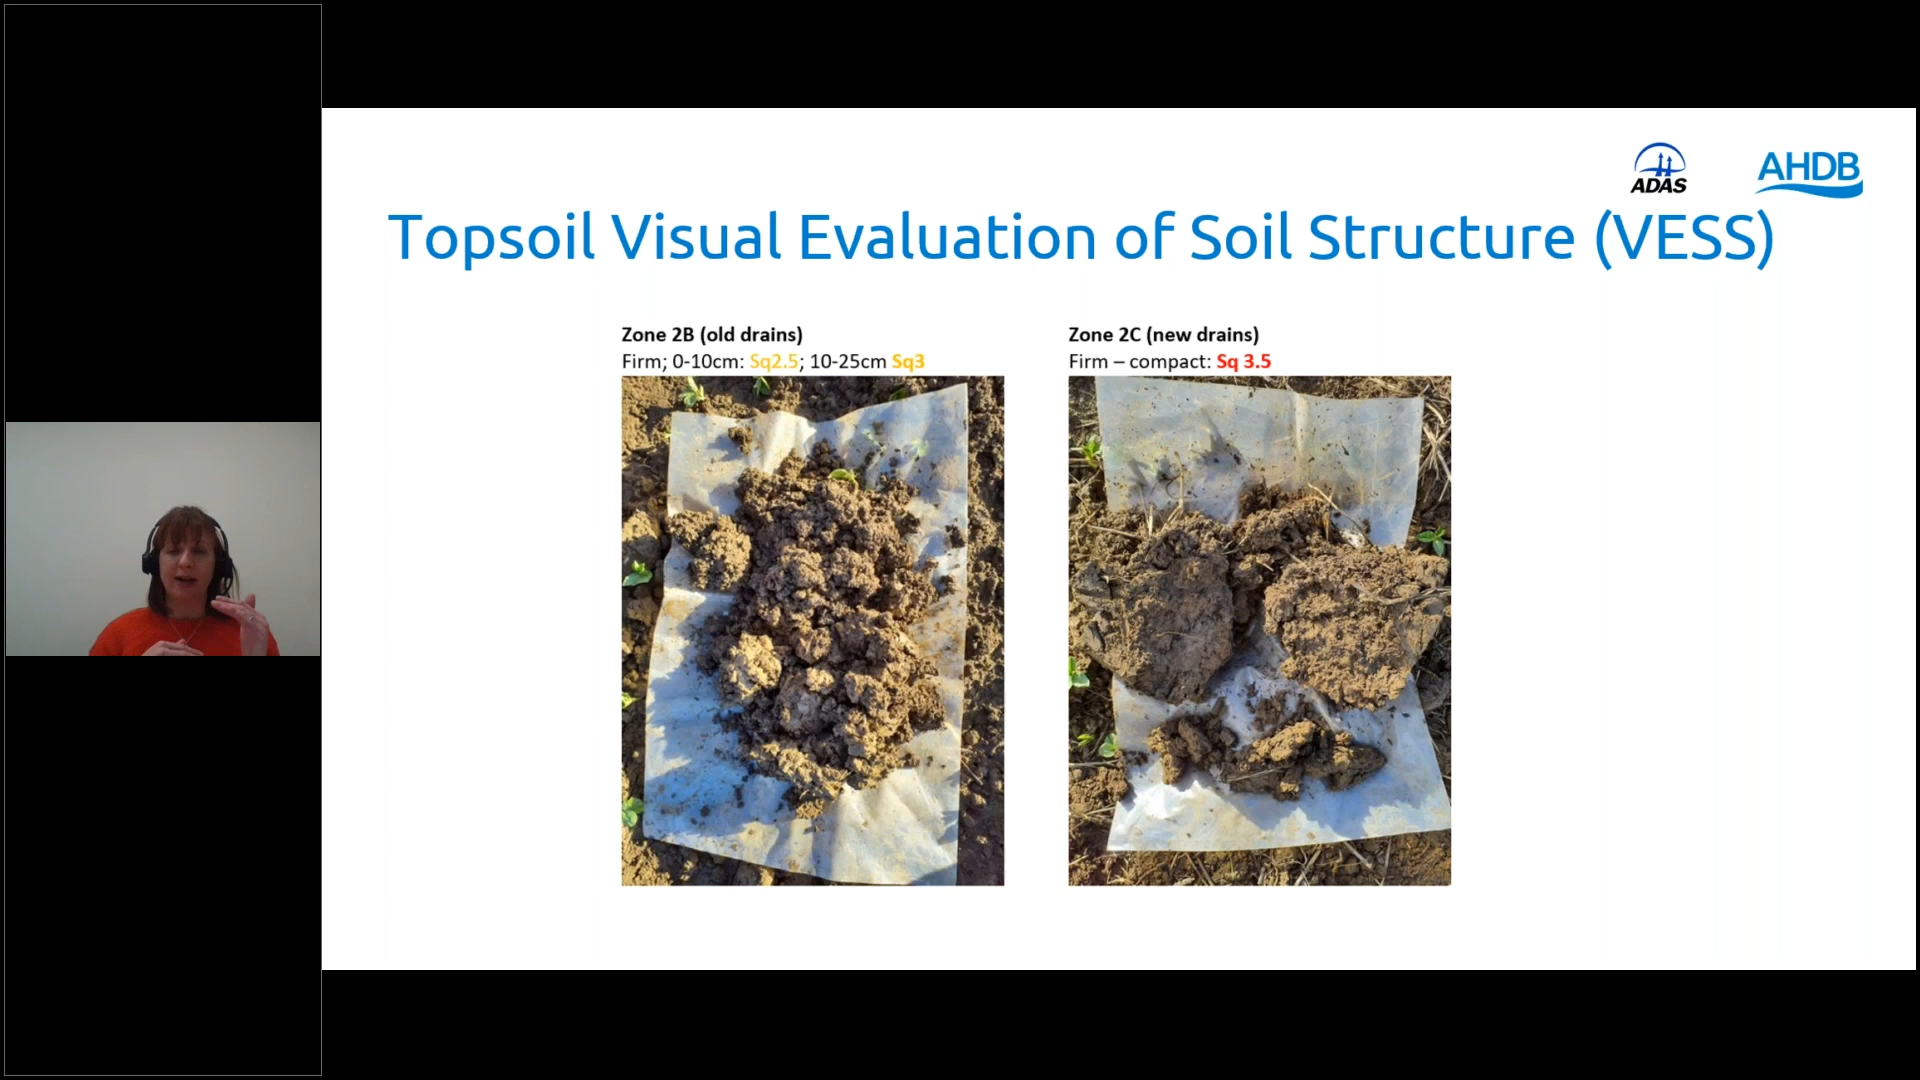 ADAS
AHDB
Topsoil Visual Evaluation of Soil Structure (VESS)
Zone 2B (old drains)
Firm; 0-10cm: Sq2.5; 10-25cm Sq3
Zone 2C (new drains)
Firm – compact: Sq 3.5